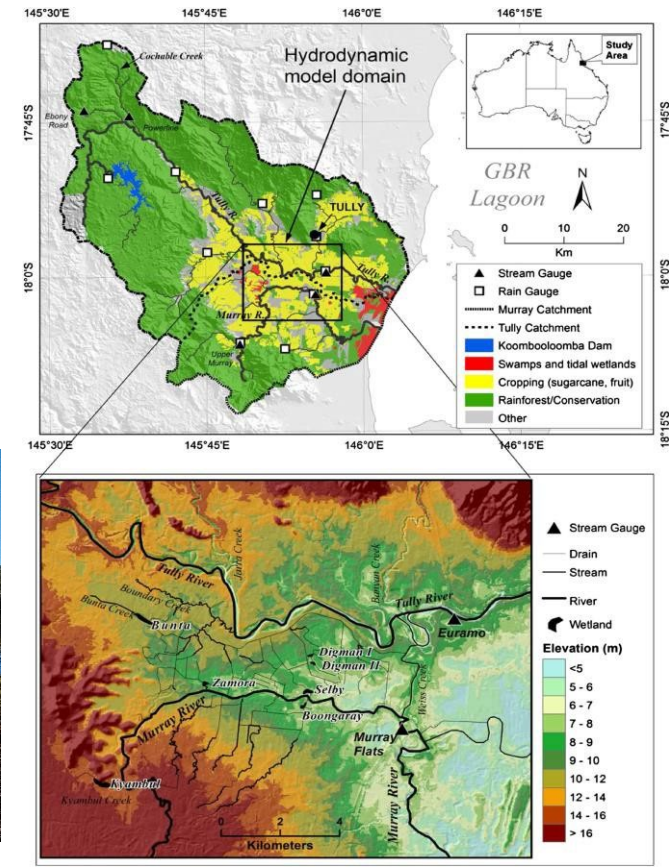 145°30'E
145°45'E
146°0'E
146°15'E
Cochable Creek
Hydrodynamic
model domain
Study
Area
Ebony
Road
Powerline
17°45'S
17°45'S
GBR
Lagoon
N
TULLY
Tully R.
0 10 20
Km
18°0'S
Tully R.
18°0'S
Murray R.
Upper
Murray
Stream Gauge
Rain Gauge
Murray Catchment
Tully Catchment
Koombooloomba Dam
Swamps and tidal wetlands
Cropping (sugarcane, fruit)
Rainforest/Conservation
Other
18°15'S
145°30'E
145°45'E
146°0'E
146°15'E
Tully River
Jarra Creek
Banyan Creek
Boundary Creek
Bunta Creek
Bunta
Tully River
Euramo
Digman I
Digman II
Zamora
Selby
Boongaray
Weiss Creek
Murray River
Murray
Flats
Kyambul
Kyambul Creek
Murray River
0 2 4
Kilometers
Stream Gauge
Drain
Stream
River
Wetland
Elevation (m)
<5
5 - 6
6 - 7
7 - 8
8 - 9
9 - 10
10 - 12
12 - 14
14 - 16
> 16